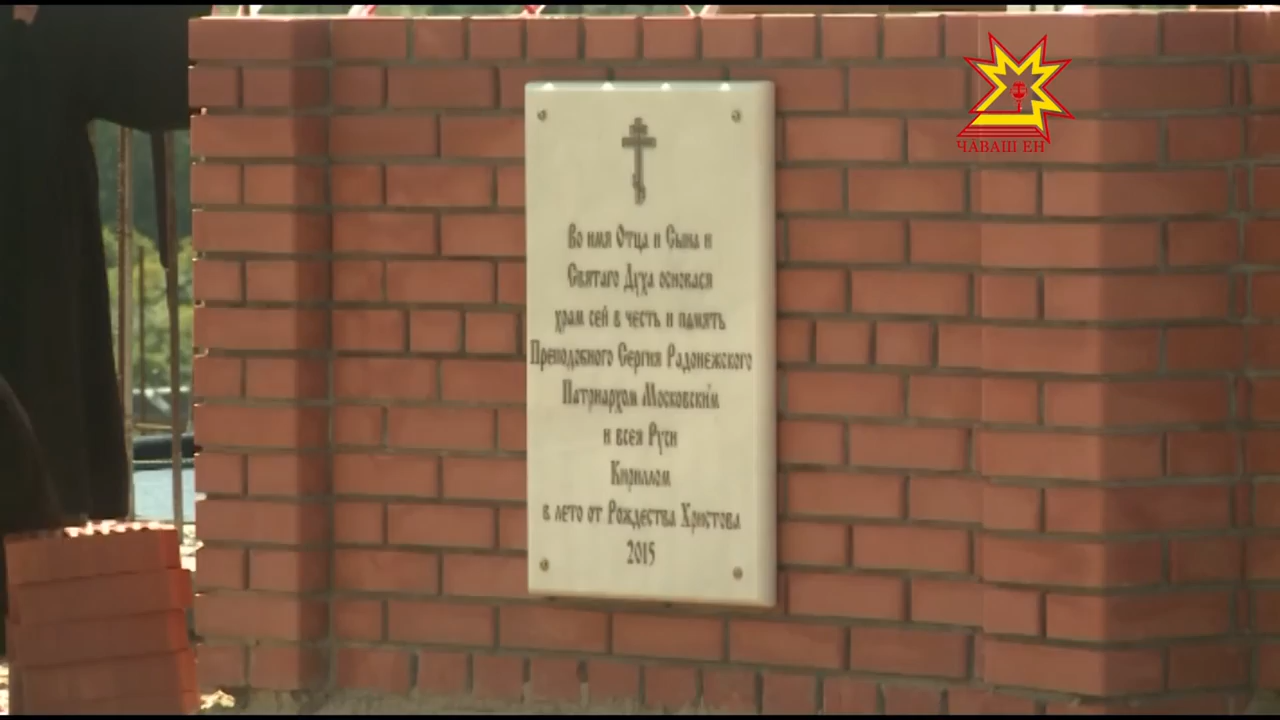 ЧАВАШ ЕН
Во имя Отца и Сына и
Святаго Духа основася
храм сей в честь и память
Преподобного Сергия Радонежского
Патриархом Московским
и всея Руси
Кириллом
в лето от Рождества Христова
2015